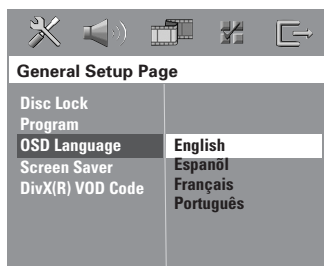 General Setup Page
Disc Lock
Program
OSD Language
Screen Saver
DivX(R) VOD Code
English
Espanõl
Français
Português